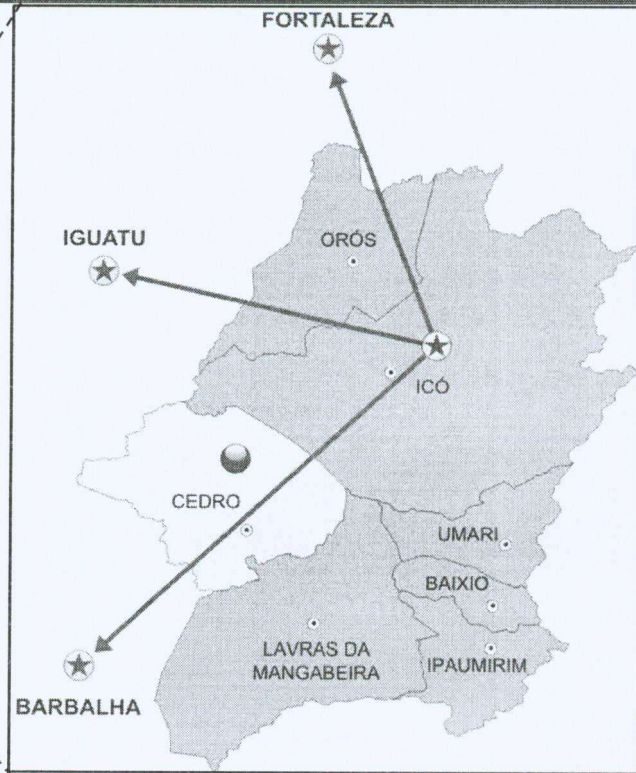 FORTALEZA
IGUATU
ORÓS
ICÓ
CEDRO
UMARI
BAIXIO
LAVRAS DA
MANGABEIRA
IPAUMIRIM
BARBALHA